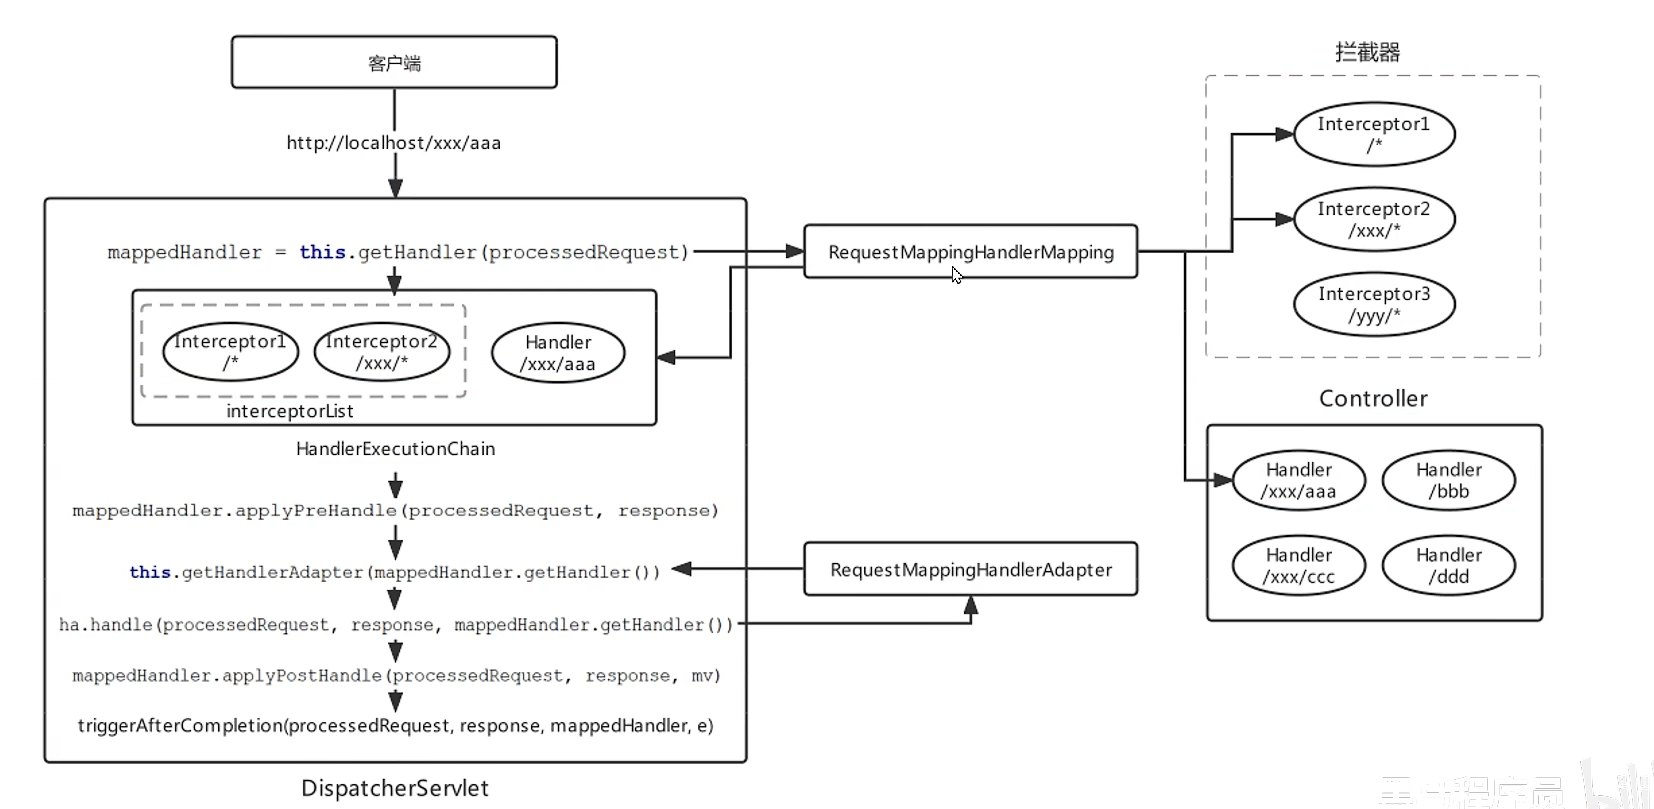 客户端
http://localhost/xxx/aaa
mappedHandler = this.getHandler(processedRequest)
Interceptor1
/*
Interceptor2
/xxx/*
Handler
/xxx/aaa
interceptorList
HandlerExecutionChain
mappedHandler.applyPreHandle(processedRequest, response)
this.getHandlerAdapter(mappedHandler.getHandler())
ha.handle(processedRequest, response, mappedHandler.getHandler())
mappedHandler.applyPostHandle(processedRequest, response, mv)
triggerAfterCompletion(processedRequest, response, mappedHandler, e)
DispatcherServlet
RequestMappingHandlerMapping
RequestMappingHandlerAdapter
拦截器
Interceptor1
/*
Interceptor2
/xxx/*
Interceptor3
/yyy/*
Controller
Handler
/xxx/aaa
Handler
/bbb
Handler
/xxx/ccc
Handler
/ddd
程序员